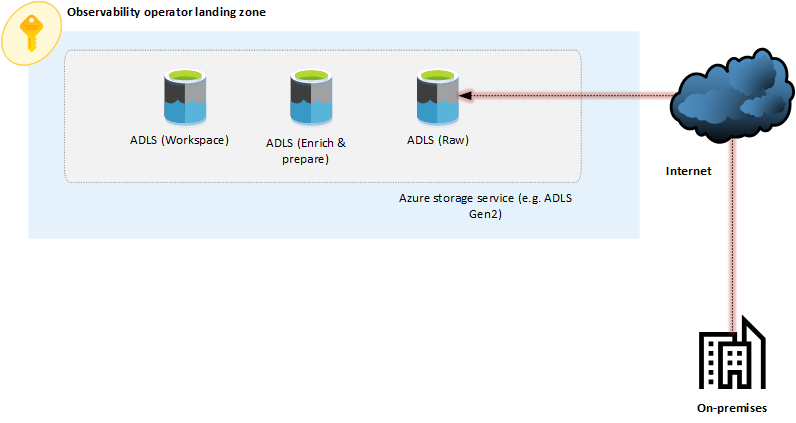 Observability operator landing zone
ADLS (Workspace)
ADLS (Enrich &
prepare)
ADLS (Raw)
Azure storage service (e.g. ADLS
Gen2)
Internet
On-premises